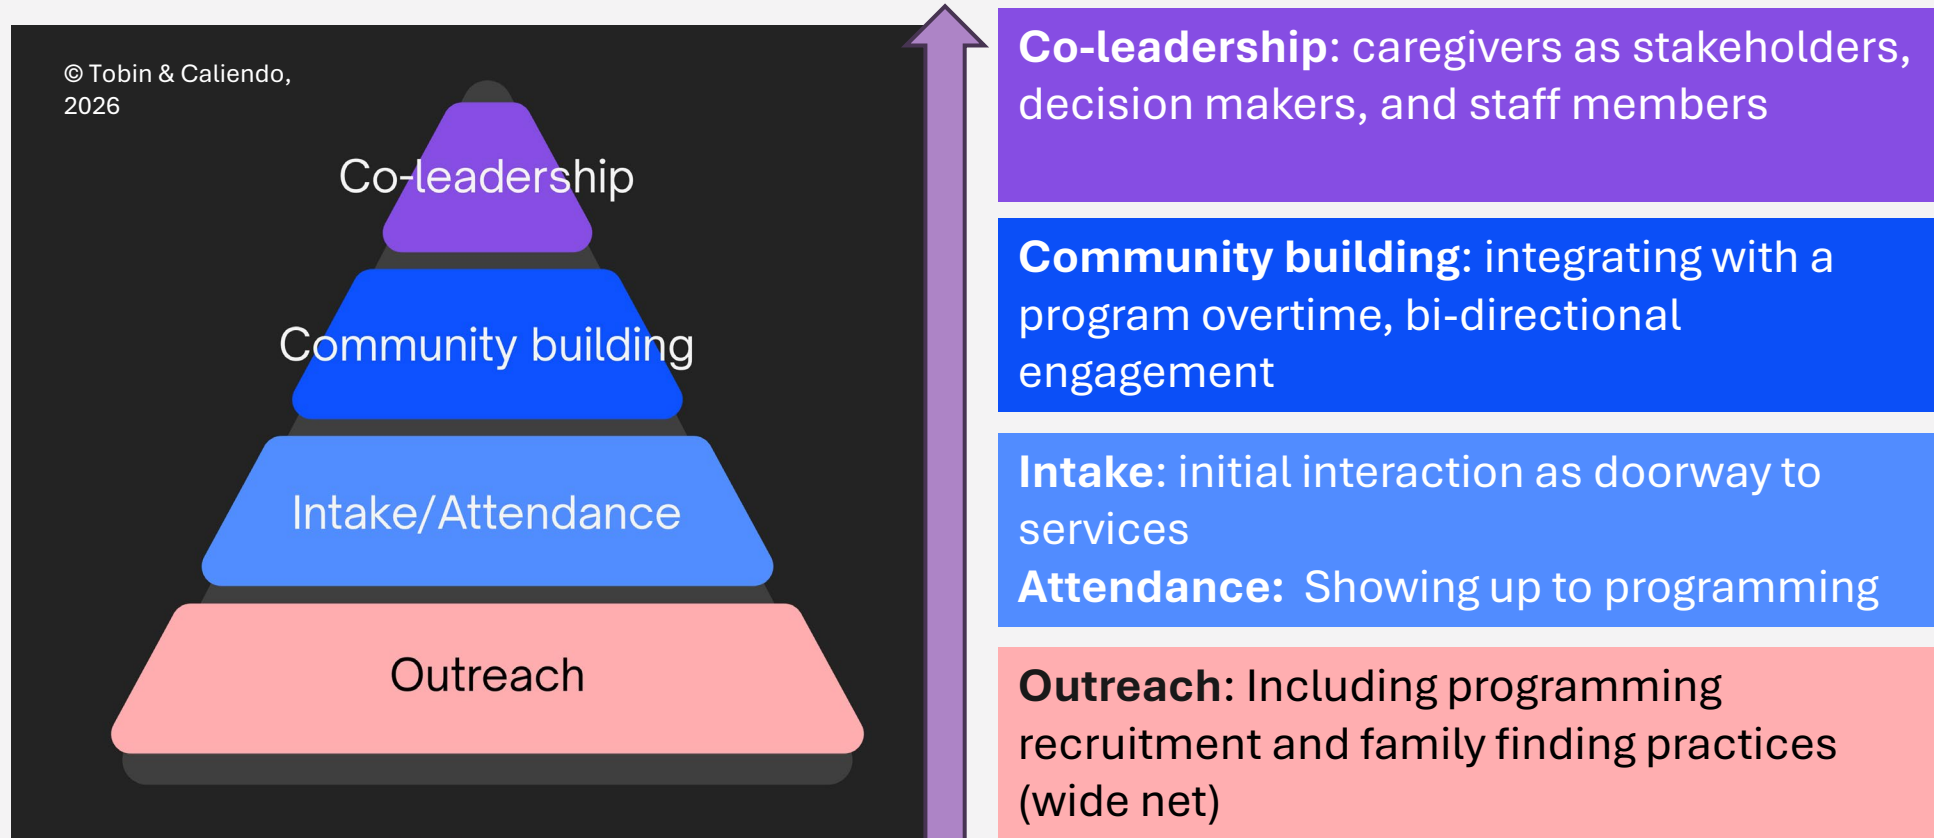 © Tobin & Caliendo,
2026
Co-leadership
Community building
Intake/Attendance
Outreach
Co-leadership: caregivers as stakeholders,
decision makers, and staff members
Community building: integrating with a
program overtime, bi-directional
engagement
Intake: initial interaction as doorway to
services
Attendance: Showing up to programming
Outreach: Including programming
recruitment and family finding practices
(wide net)